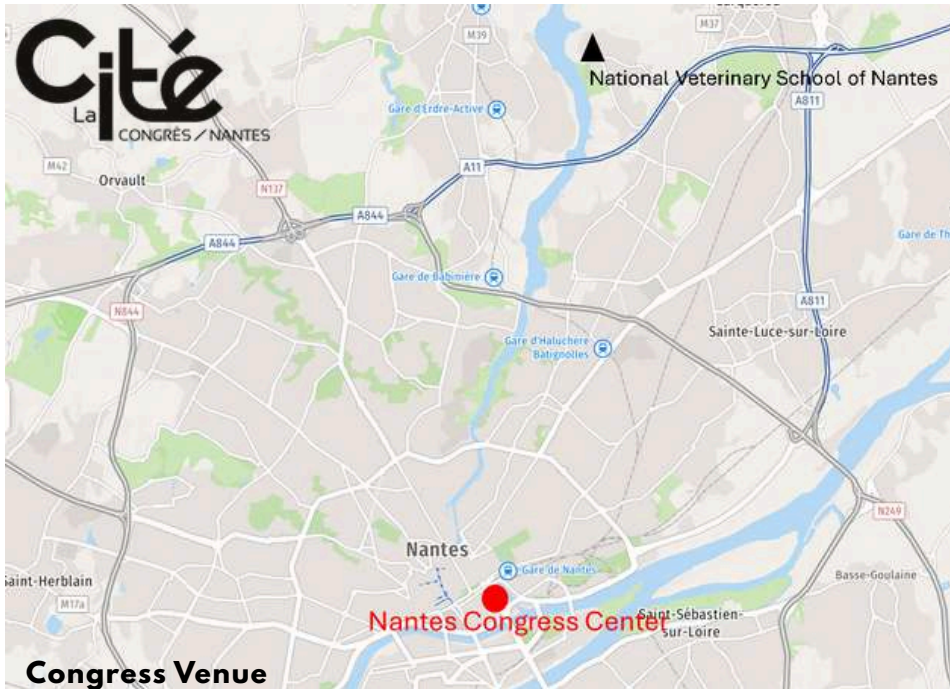 Cité
La
CONGRÈS / NANTES
M39
M37
National Veterinary School of Nantes
Gare d'Erdre-Active
A811
M42
Orvault
A11
N137
A844
A844
Gare de Babinière
N844
A811
Sainte-Luce-sur-Loire
Gare d'Haluchère
Batignolles
N249
Nantes
Gare de Nantes
Saint-Herblain
Basse-Goulaine
M17a
Nantes Congress Center
Saint-Sébastien-
sur-Loire
Congress Venue